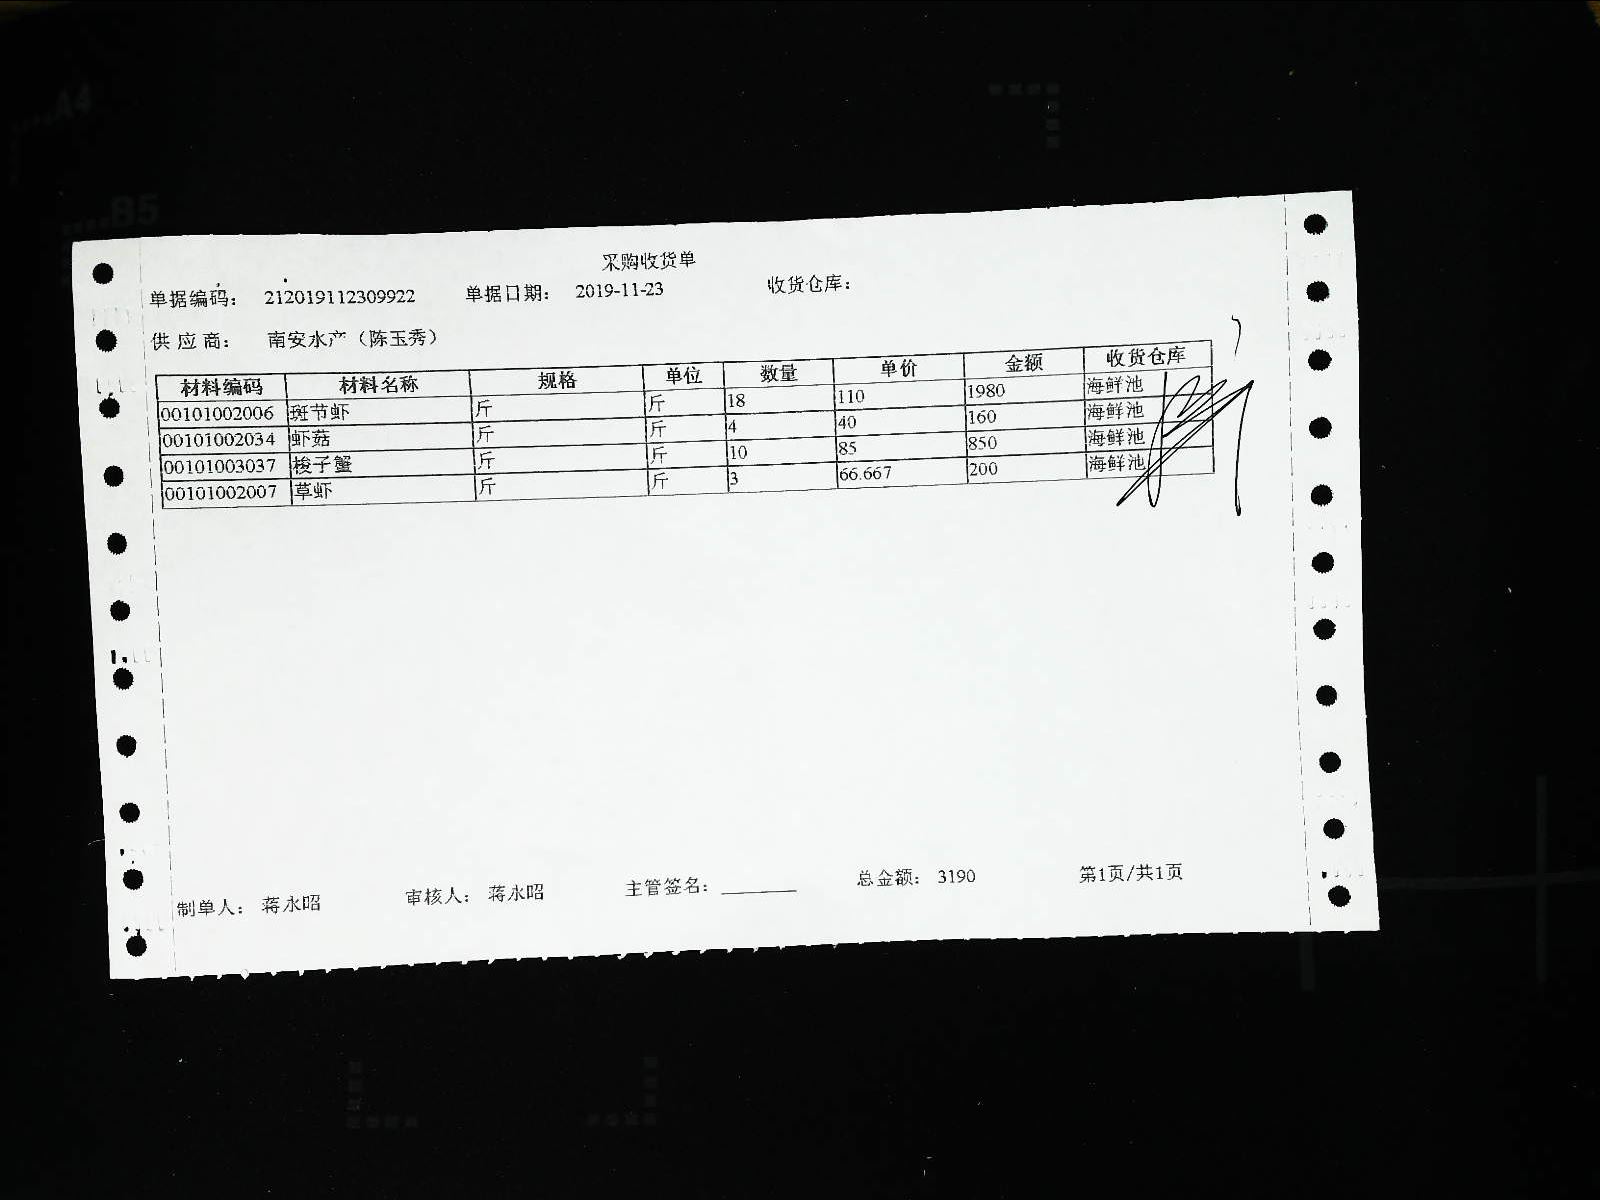 A4
B5
采购收货单
单据编码： 212019112309922 单据日期： 2019-11-23 收货仓库：
供应商： 南安水产（陈玉秀）
材料编码 材料名称 规格 单位 数量 单价 金额 收货仓库
00101002006 斑节虾 斤 斤 18 110 1980 海鲜池
00101002034 虾菇 斤 斤 4 40 160 海鲜池
00101003037 梭子蟹 斤 斤 10 85 850 海鲜池
00101002007 草虾 斤 斤 3 66.667 200 海鲜池
制单人： 蒋永昭 审核人： 蒋永昭 主管签名： 总金额： 3190 第1页/共1页